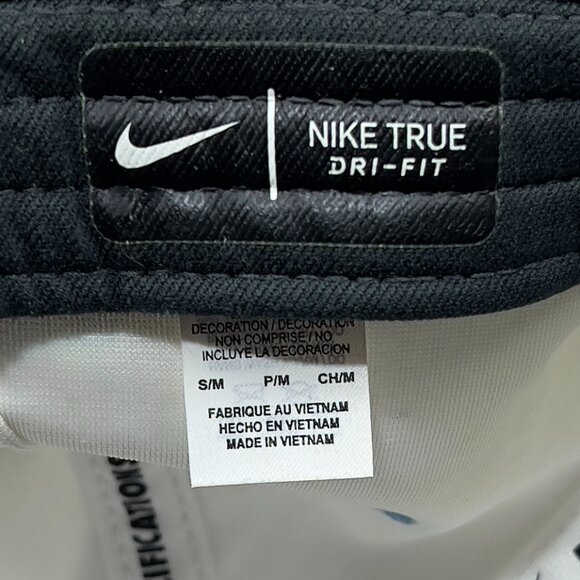 NIKE TRUE
DRI-FIT
DECORATION / DECORATION
NON COMPRISE / NO
INCLUYE LA DECORACION
S/M P/M CH/M
FABRIQUE AU VIETNAM
HECHO EN VIETNAM
MADE IN VIETNAM